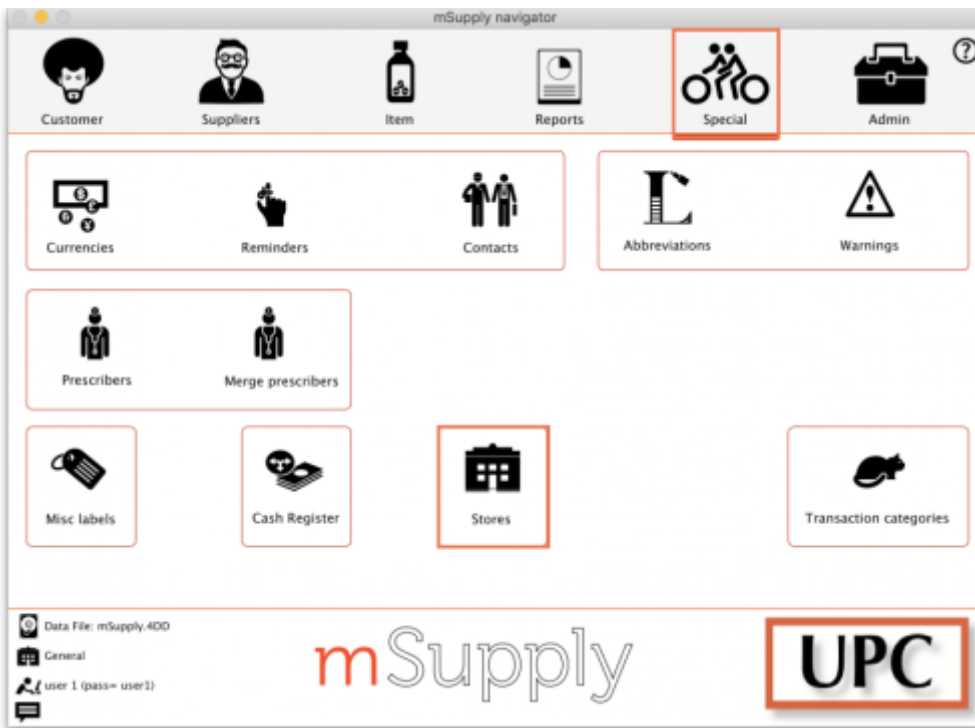 mSupply navigator
?
Customer Suppliers Item Reports Special Admin
Currencies Reminders Contacts Abbreviations Warnings
Prescribers Merge prescribers
Misc labels Cash Register Stores Transaction categories
Data File: mSupply.4DD
General
user 1 (pass= user1)
mSupply
UPC